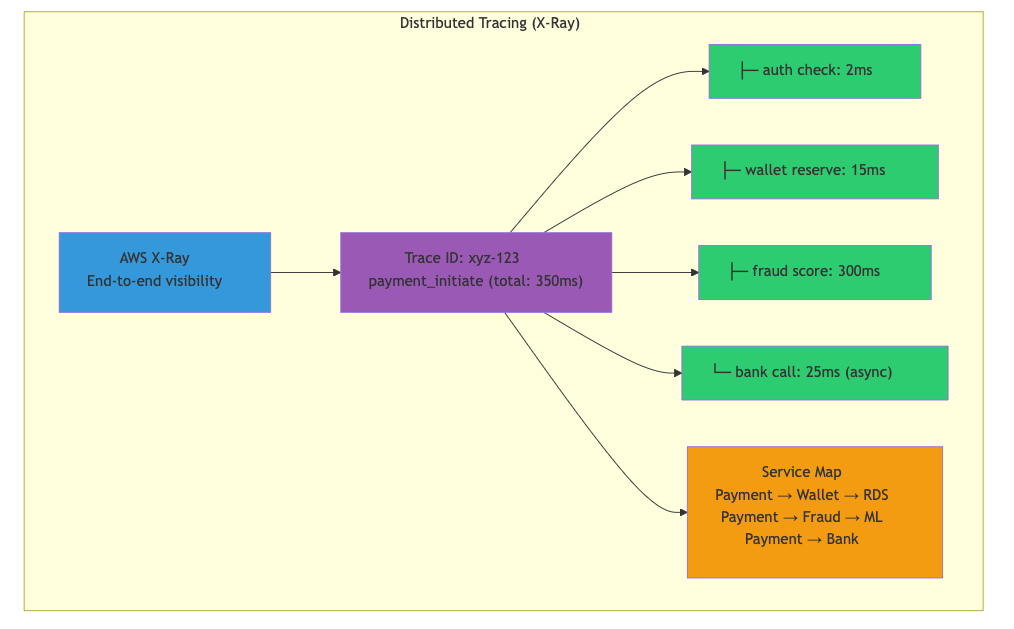 Distributed Tracing (X-Ray)
AWS X-Ray
End-to-end visibility
Trace ID: xyz-123
payment_initiate (total: 350ms)
├─ auth check: 2ms
├─ wallet reserve: 15ms
├─ fraud score: 300ms
└─ bank call: 25ms (async)
Service Map
Payment → Wallet → RDS
Payment → Fraud → ML
Payment → Bank